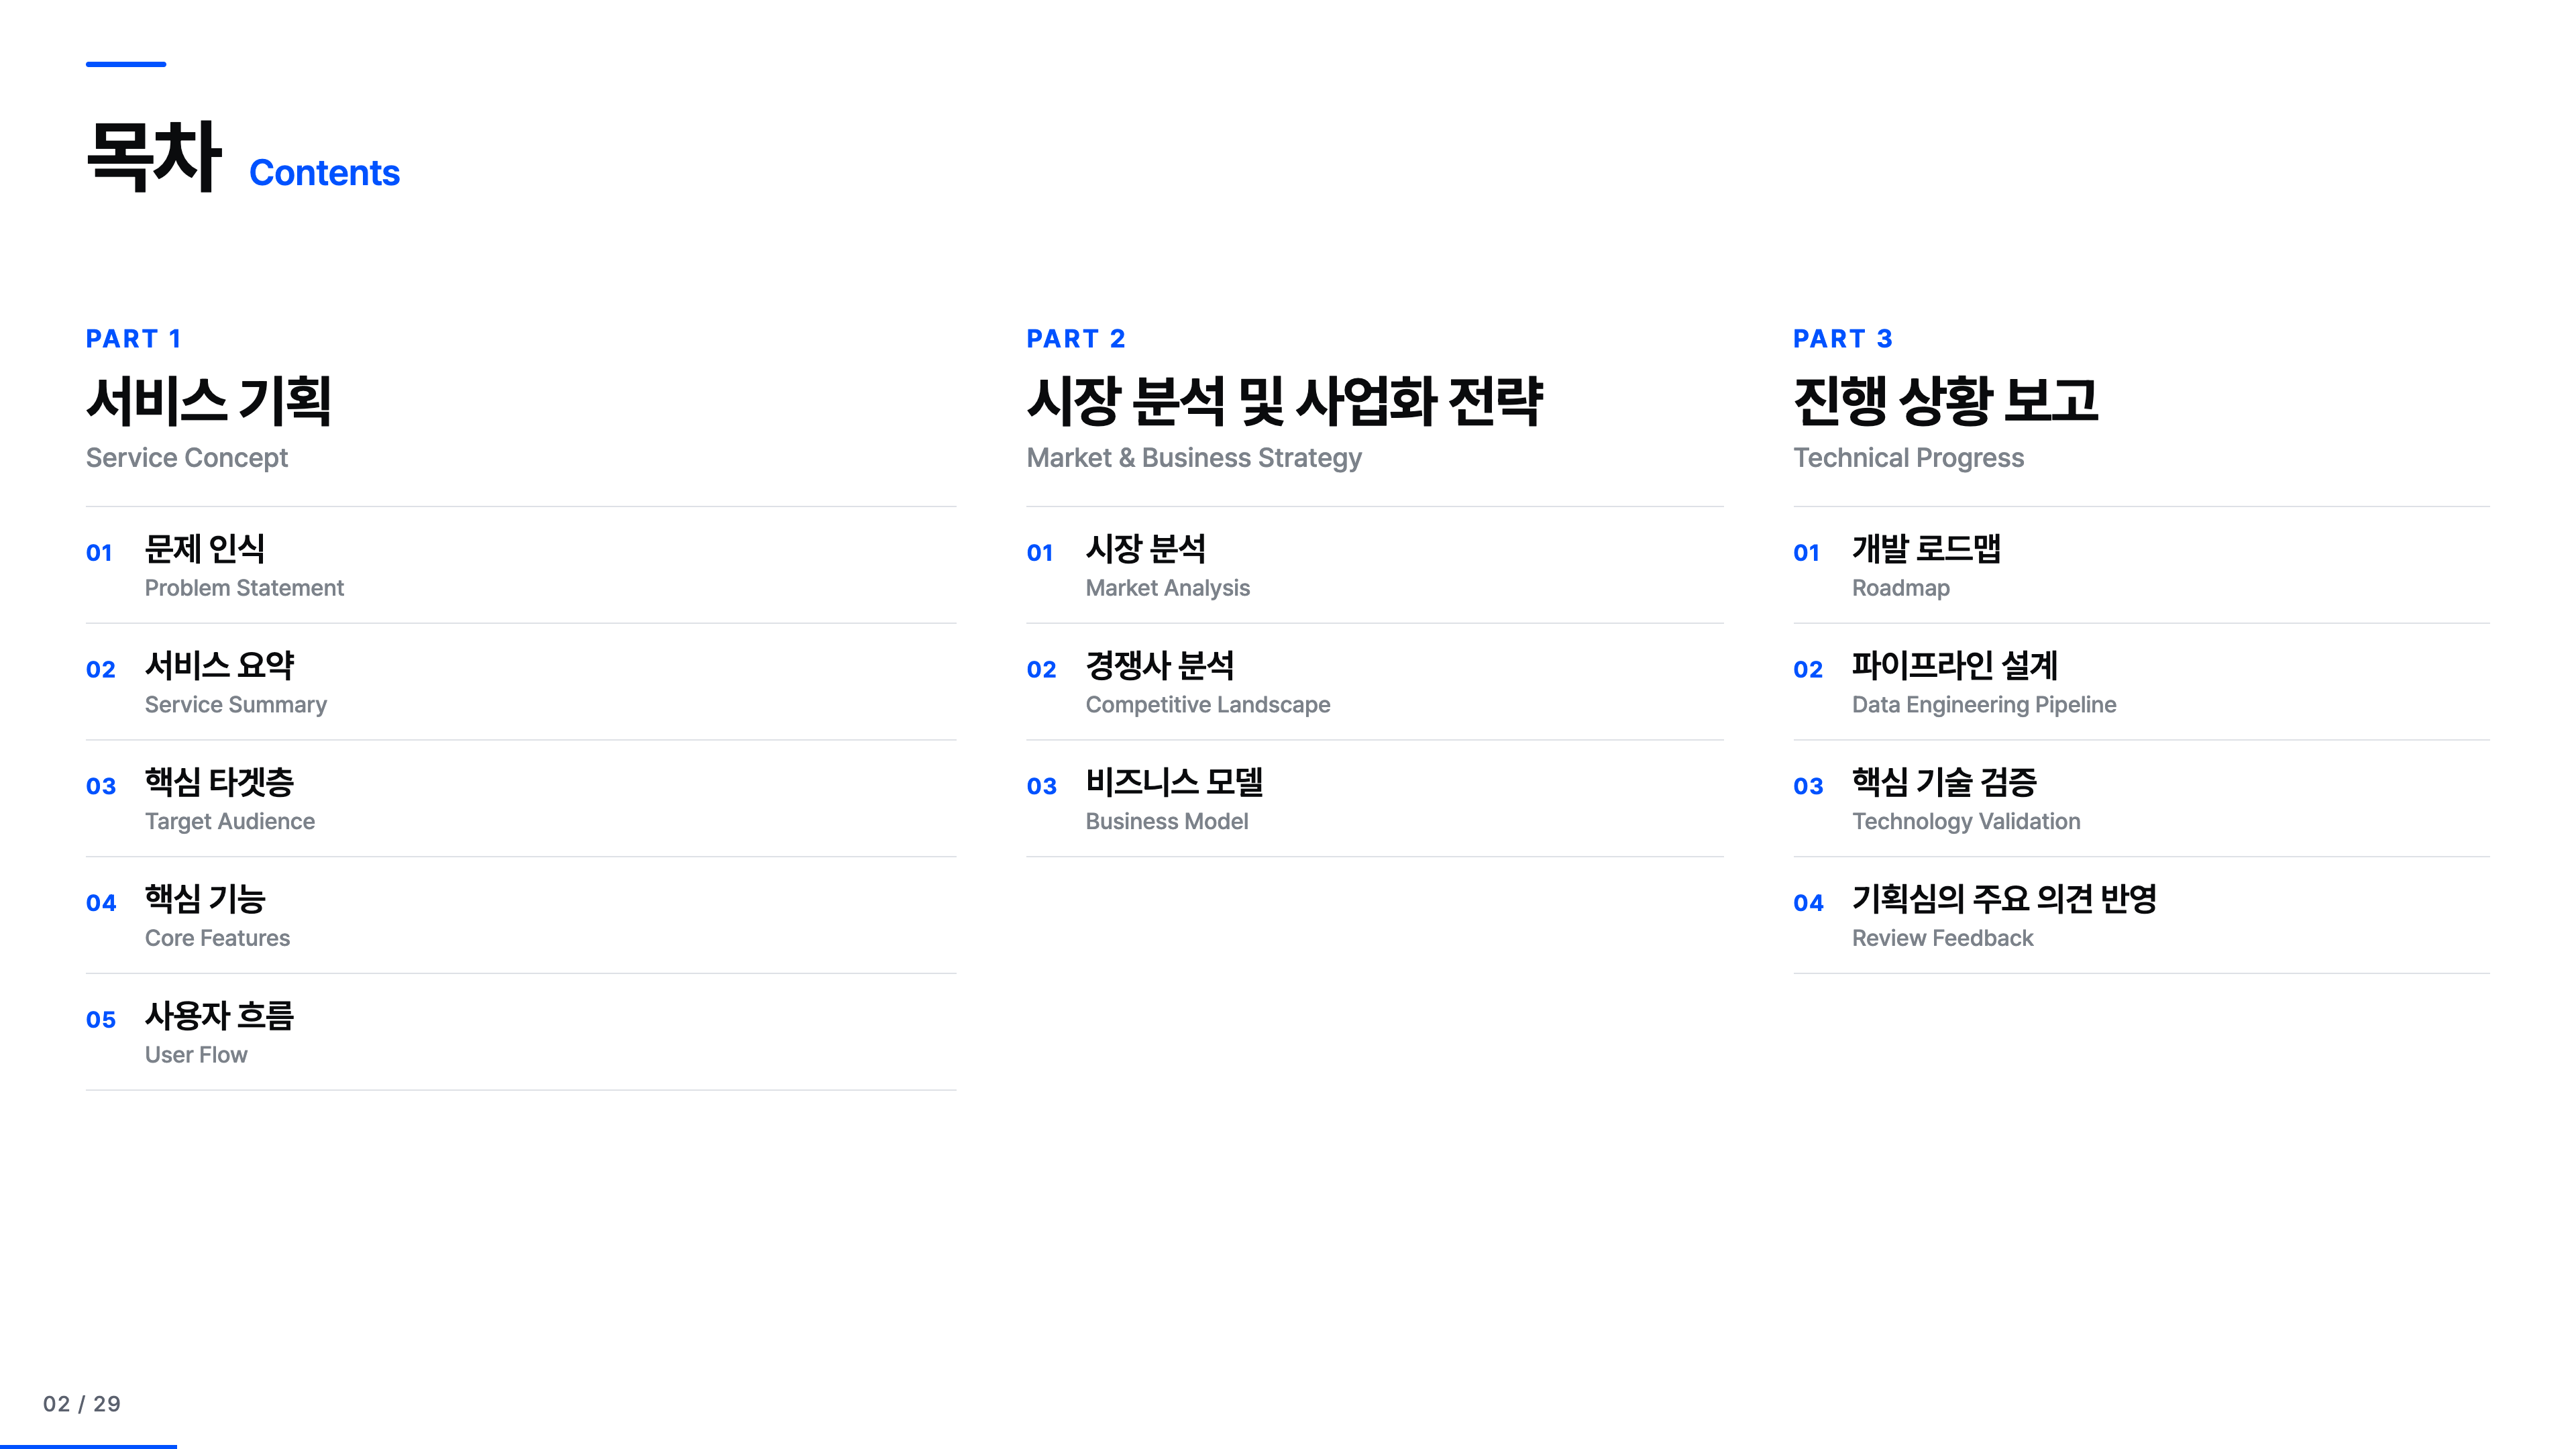 목차 Contents
PART 1
서비스 기획
Service Concept
01 문제 인식
Problem Statement
02 서비스 요약
Service Summary
03 핵심 타겟층
Target Audience
04 핵심 기능
Core Features
05 사용자 흐름
User Flow
PART 2
시장 분석 및 사업화 전략
Market & Business Strategy
01 시장 분석
Market Analysis
02 경쟁사 분석
Competitive Landscape
03 비즈니스 모델
Business Model
PART 3
진행 상황 보고
Technical Progress
01 개발 로드맵
Roadmap
02 파이프라인 설계
Data Engineering Pipeline
03 핵심 기술 검증
Technology Validation
04 기획심의 주요 의견 반영
Review Feedback
02 / 29